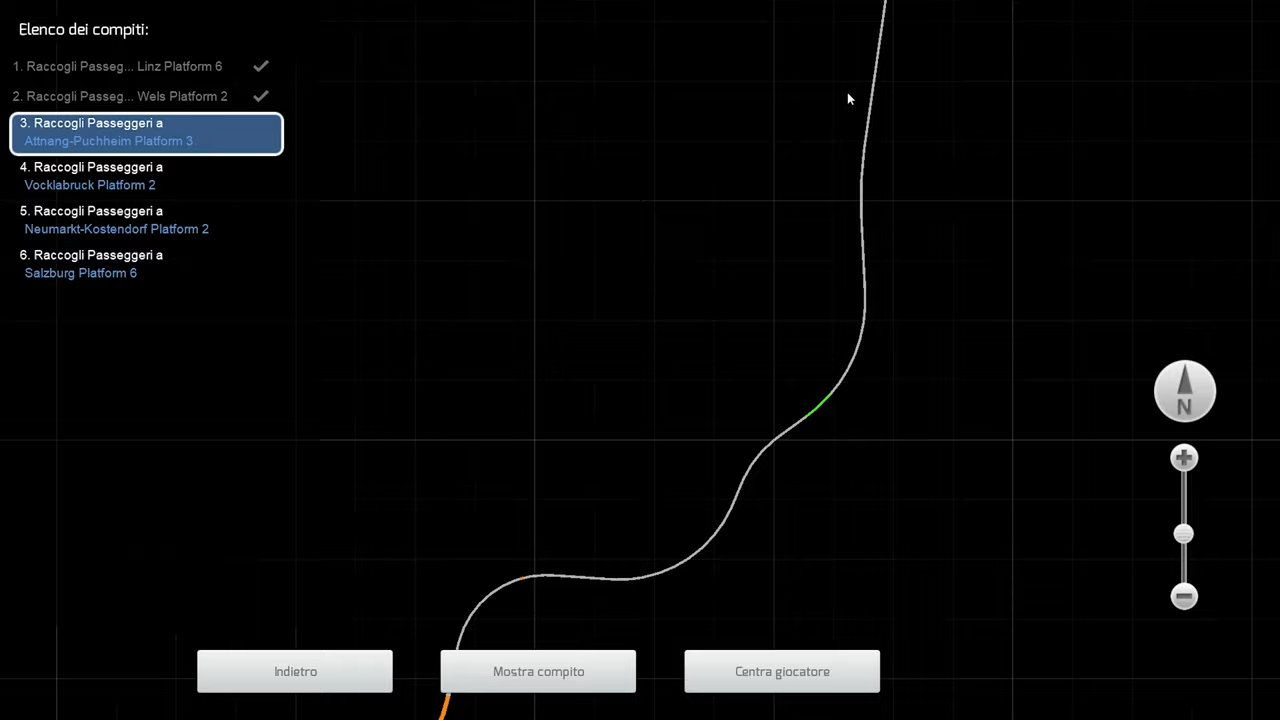 Elenco dei compiti:
1. Raccogli Passeg... Linz Platform 6
2. Raccogli Passeg... Wels Platform 2
3. Raccogli Passeggeri a
Attnang-Puchheim Platform 3
4. Raccogli Passeggeri a
Vocklabruck Platform 2
5. Raccogli Passeggeri a
Neumarkt-Kostendorf Platform 2
6. Raccogli Passeggeri a
Salzburg Platform 6
N
Indietro
Mostra compito
Centra giocatore